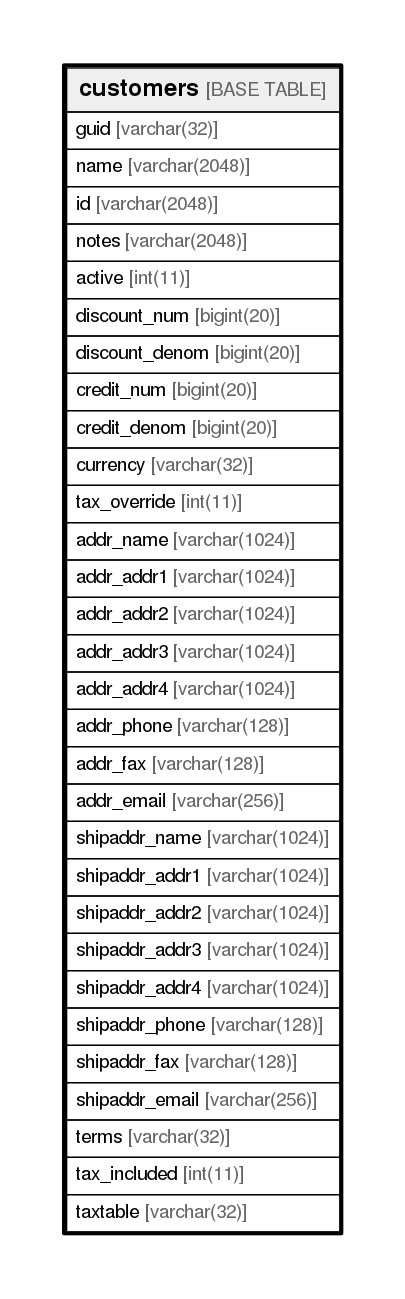 customers [BASE TABLE]
guid [varchar(32)]
name [varchar(2048)]
id [varchar(2048)]
notes [varchar(2048)]
active [int(11)]
discount_num [bigint(20)]
discount_denom [bigint(20)]
credit_num [bigint(20)]
credit_denom [bigint(20)]
currency [varchar(32)]
tax_override [int(11)]
addr_name [varchar(1024)]
addr_addr1 [varchar(1024)]
addr_addr2 [varchar(1024)]
addr_addr3 [varchar(1024)]
addr_addr4 [varchar(1024)]
addr_phone [varchar(128)]
addr_fax [varchar(128)]
addr_email [varchar(256)]
shipaddr_name [varchar(1024)]
shipaddr_addr1 [varchar(1024)]
shipaddr_addr2 [varchar(1024)]
shipaddr_addr3 [varchar(1024)]
shipaddr_addr4 [varchar(1024)]
shipaddr_phone [varchar(128)]
shipaddr_fax [varchar(128)]
shipaddr_email [varchar(256)]
terms [varchar(32)]
tax_included [int(11)]
taxtable [varchar(32)]